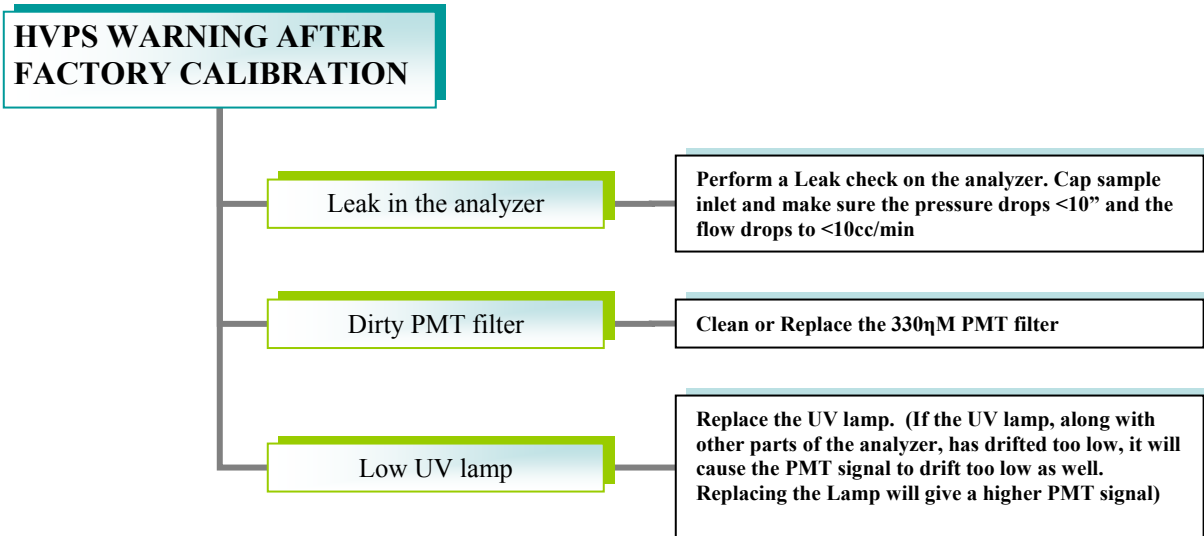 HVPS WARNING AFTER
FACTORY CALIBRATION
Leak in the analyzer
Perform a Leak check on the analyzer. Cap sample
inlet and make sure the pressure drops <10” and the
flow drops to <10cc/min
Dirty PMT filter
Clean or Replace the 330ηM PMT filter
Low UV lamp
Replace the UV lamp.  (If the UV lamp, along with
other parts of the analyzer, has drifted too low, it will
cause the PMT signal to drift too low as well.
Replacing the Lamp will give a higher PMT signal)